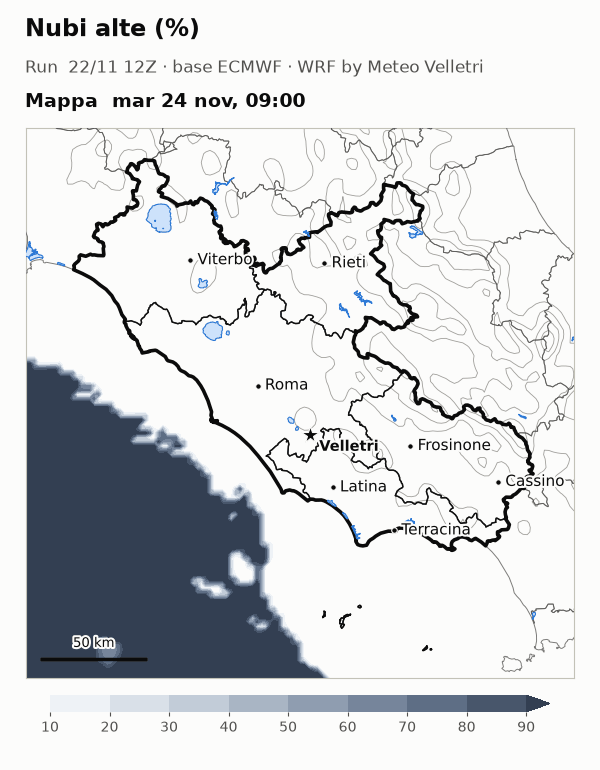 Nubi alte (%)
Run  22/11 12Z · base ECMWF · WRF by Meteo Velletri
Mappa  mar 24 nov, 09:00
Viterbo
Rieti
Roma
Velletri
Frosinone
Cassino
Latina
Terracina
50 km
10 20 30 40 50 60 70 80 90